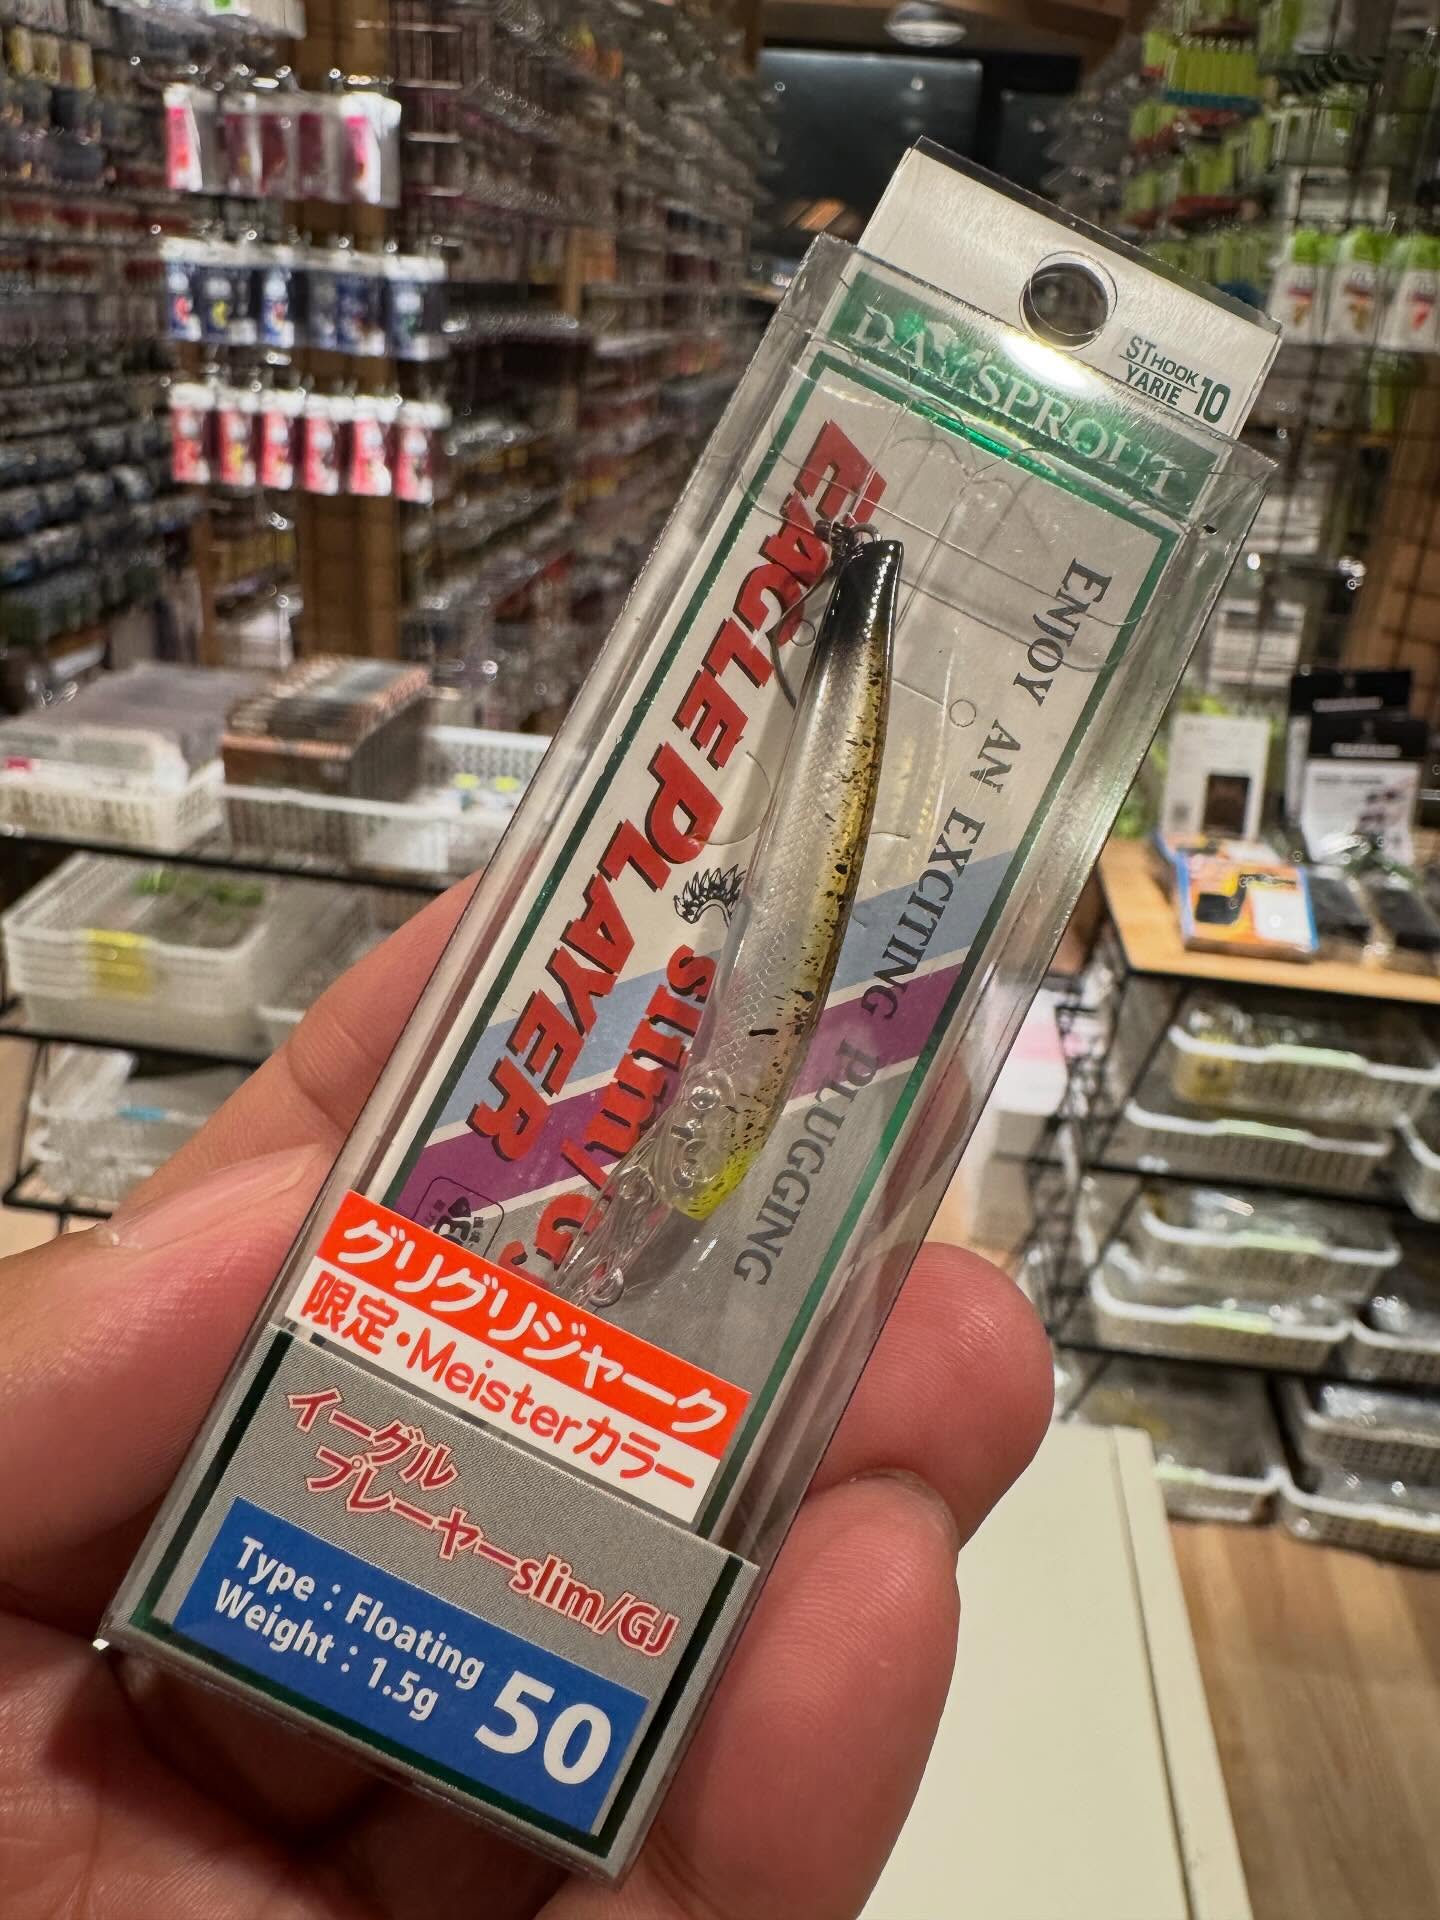 ST HOOK
YARIE 10
DAYSPROUT
EAGLE PLAYER
slim/GJ
ENJOY AN EXCITING PLUGGING
グリグリジャーク
限定・Meisterカラー
イーグル
プレーヤーslim/GJ
Type : Floating
Weight : 1.5g
50